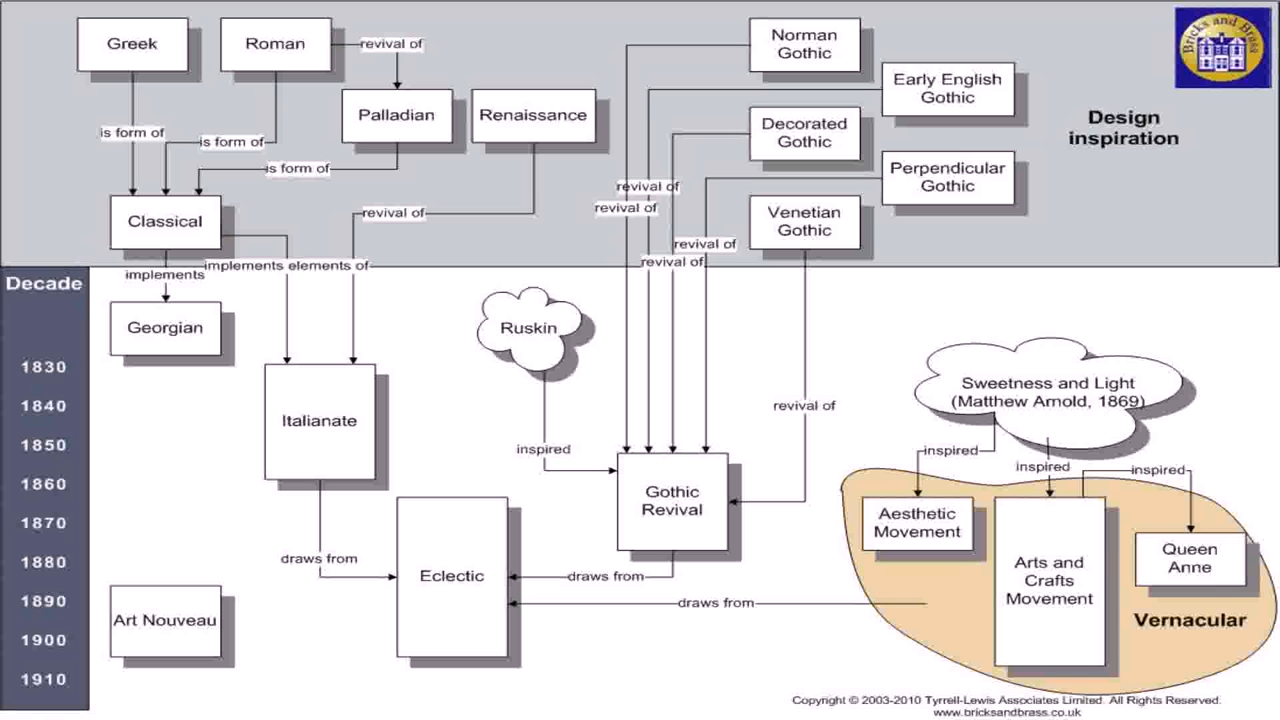 Greek
Roman
revival of
Norman
Gothic
Bricks and Brass
Early English
Gothic
Palladian
Renaissance
Decorated
Gothic
Design
inspiration
is form of
is form of
is form of
Perpendicular
Gothic
revival of
revival of
revival of
Classical
Venetian
Gothic
revival of
revival of
implements
implements elements of
Decade
Georgian
Ruskin
1830
1840
1850
1860
1870
1880
1890
1900
1910
Italianate
Sweetness and Light
(Matthew Arnold, 1869)
revival of
inspired
inspired
inspired
inspired
Gothic
Revival
Aesthetic
Movement
Queen
Anne
draws from
Eclectic
draws from
Arts and
Crafts
Movement
draws from
Art Nouveau
Vernacular
Copyright © 2003-2010 Tyrrell-Lewis Associates Limited. All Rights Reserved.
www.bricksandbrass.co.uk